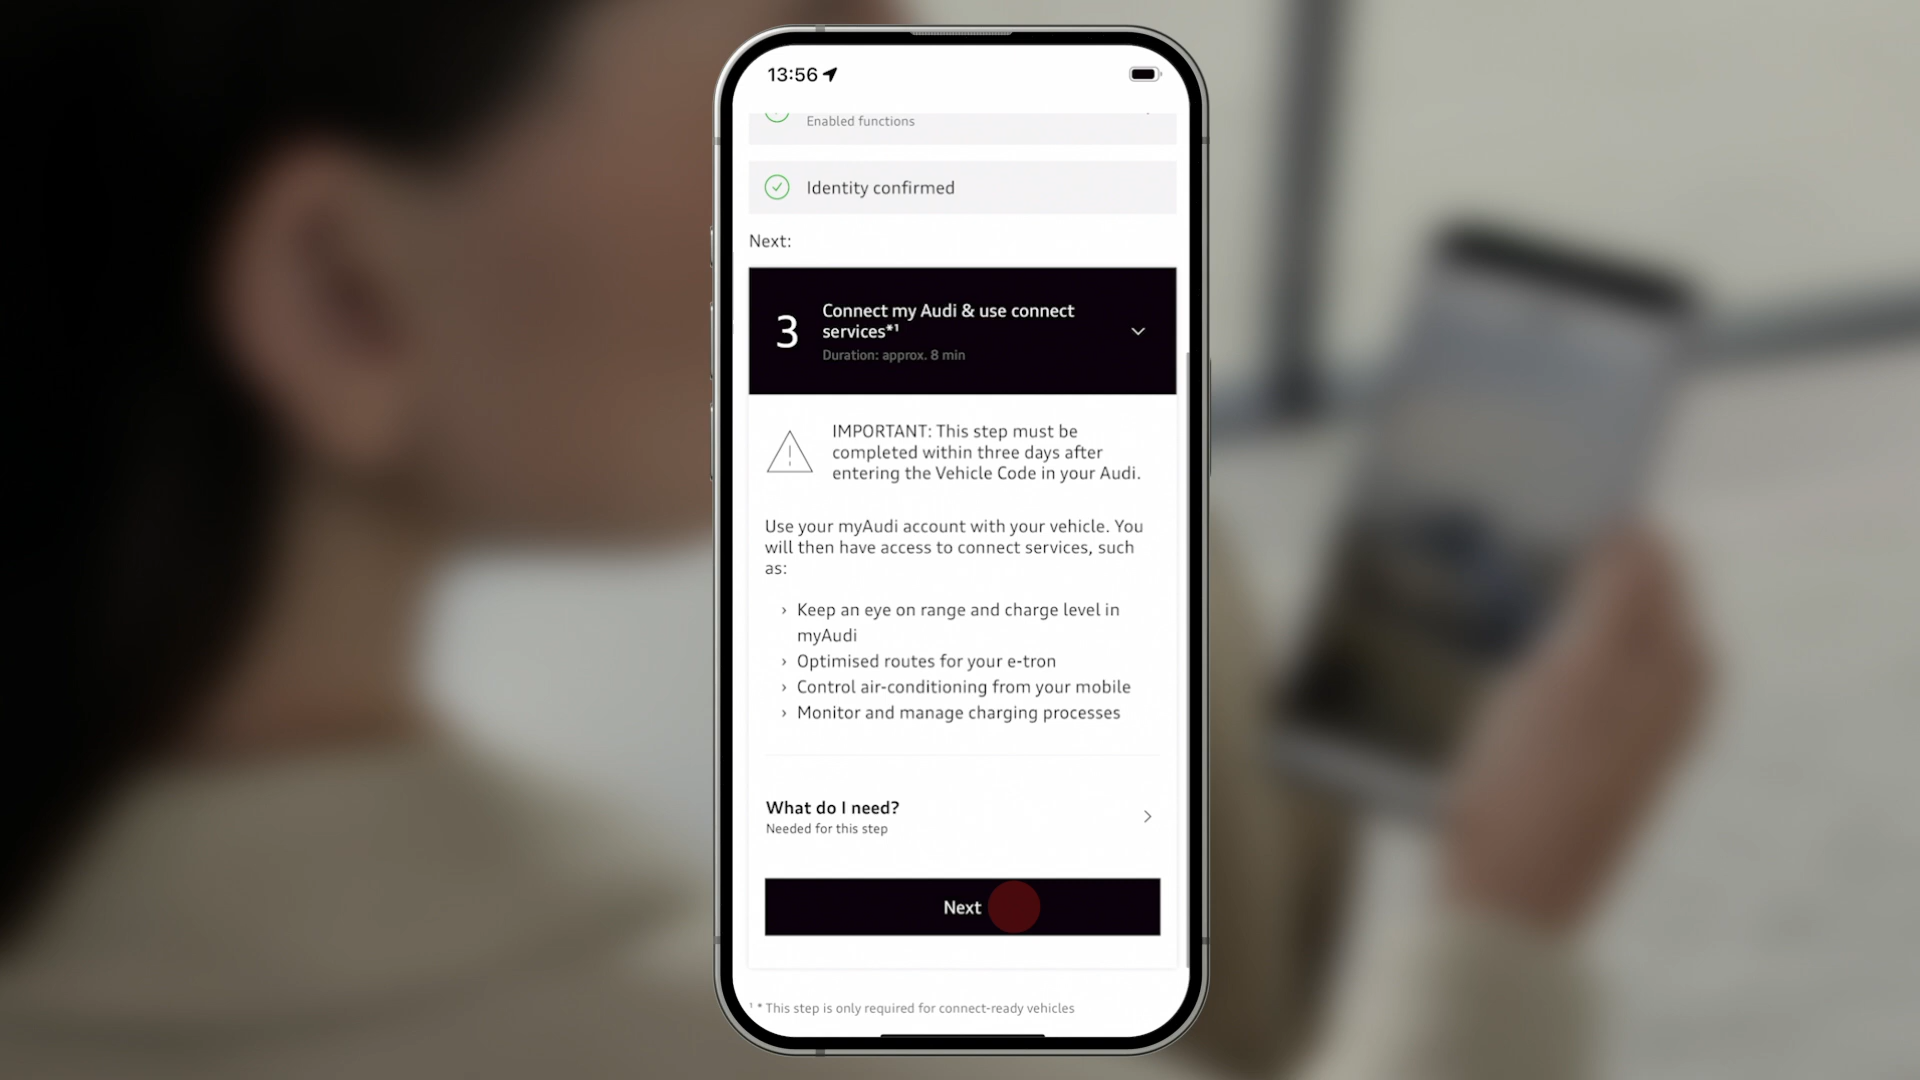 13:56
Enabled functions
Identity confirmed
Next:
3
Connect my Audi & use connect
services*¹
Duration: approx. 8 min
IMPORTANT: This step must be
completed within three days after
entering the Vehicle Code in your Audi.
Use your myAudi account with your vehicle. You
will then have access to connect services, such
as:
› Keep an eye on range and charge level in
myAudi
› Optimised routes for your e-tron
› Control air-conditioning from your mobile
› Monitor and manage charging processes
What do I need?
Needed for this step
Next
¹ * This step is only required for connect-ready vehicles